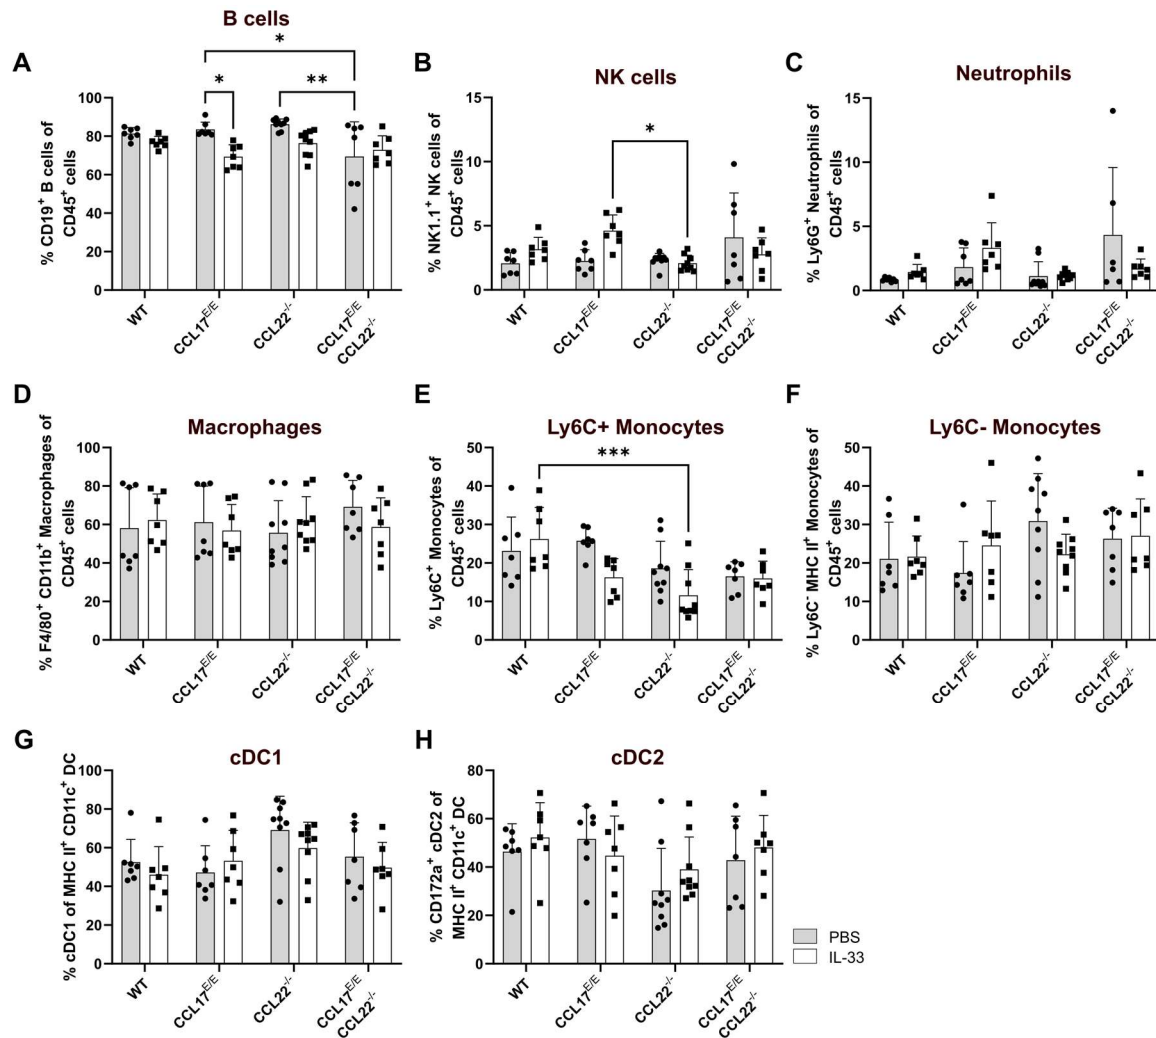 B cells
A
*
*
**
% CD19⁺ B cells of
CD45⁺ cells
100
80
60
40
20
0
WT
CCL17ᴱ/ᴱ
CCL22⁻/⁻
CCL17ᴱ/ᴱ
CCL22⁻/⁻
B
NK cells
*
% NK1.1⁺ NK cells of
CD45⁺ cells
15
10
5
0
WT
CCL17ᴱ/ᴱ
CCL22⁻/⁻
CCL17ᴱ/ᴱ
CCL22⁻/⁻
C
Neutrophils
% Ly6G⁺ Neutrophils of
CD45⁺ cells
15
10
5
0
WT
CCL17ᴱ/ᴱ
CCL22⁻/⁻
CCL17ᴱ/ᴱ
CCL22⁻/⁻
D
Macrophages
% F4/80⁺ CD11b⁺ Macrophages of
CD45⁺ cells
100
80
60
40
20
0
WT
CCL17ᴱ/ᴱ
CCL22⁻/⁻
CCL17ᴱ/ᴱ
CCL22⁻/⁻
E
Ly6C+ Monocytes
***
% Ly6C⁺ Monocytes of
CD45⁺ cells
50
40
30
20
10
0
WT
CCL17ᴱ/ᴱ
CCL22⁻/⁻
CCL17ᴱ/ᴱ
CCL22⁻/⁻
F
Ly6C- Monocytes
% Ly6C⁻ MHC II⁺ Monocytes of
CD45⁺ cells
50
40
30
20
10
0
WT
CCL17ᴱ/ᴱ
CCL22⁻/⁻
CCL17ᴱ/ᴱ
CCL22⁻/⁻
G
cDC1
% cDC1 of MHC II⁺ CD11c⁺ DC
100
80
60
40
20
0
WT
CCL17ᴱ/ᴱ
CCL22⁻/⁻
CCL17ᴱ/ᴱ
CCL22⁻/⁻
H
cDC2
% CD172a⁺ cDC2 of
MHC II⁺ CD11c⁺ DC
80
60
40
20
0
WT
CCL17ᴱ/ᴱ
CCL22⁻/⁻
CCL17ᴱ/ᴱ
CCL22⁻/⁻
PBS
IL-33